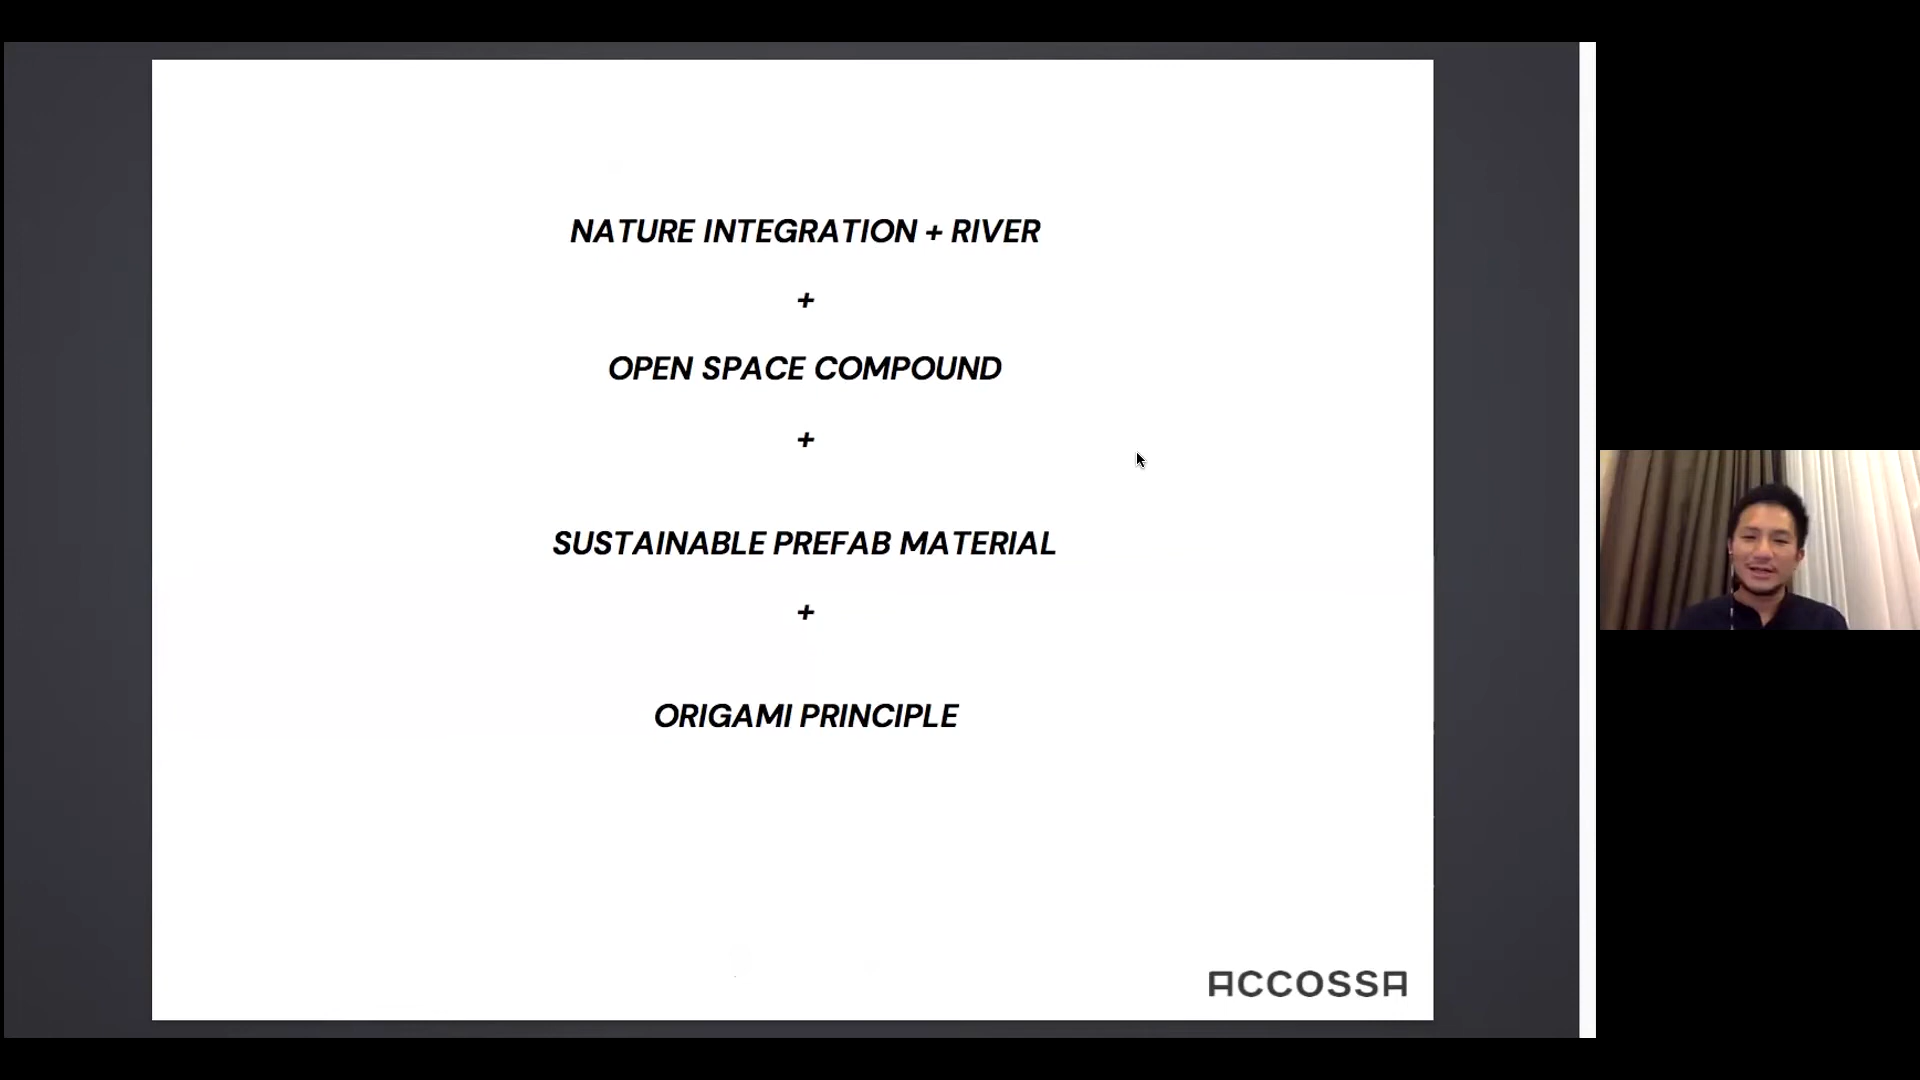 NATURE INTEGRATION + RIVER
+
OPEN SPACE COMPOUND
+
SUSTAINABLE PREFAB MATERIAL
+
ORIGAMI PRINCIPLE
ACCOSSA